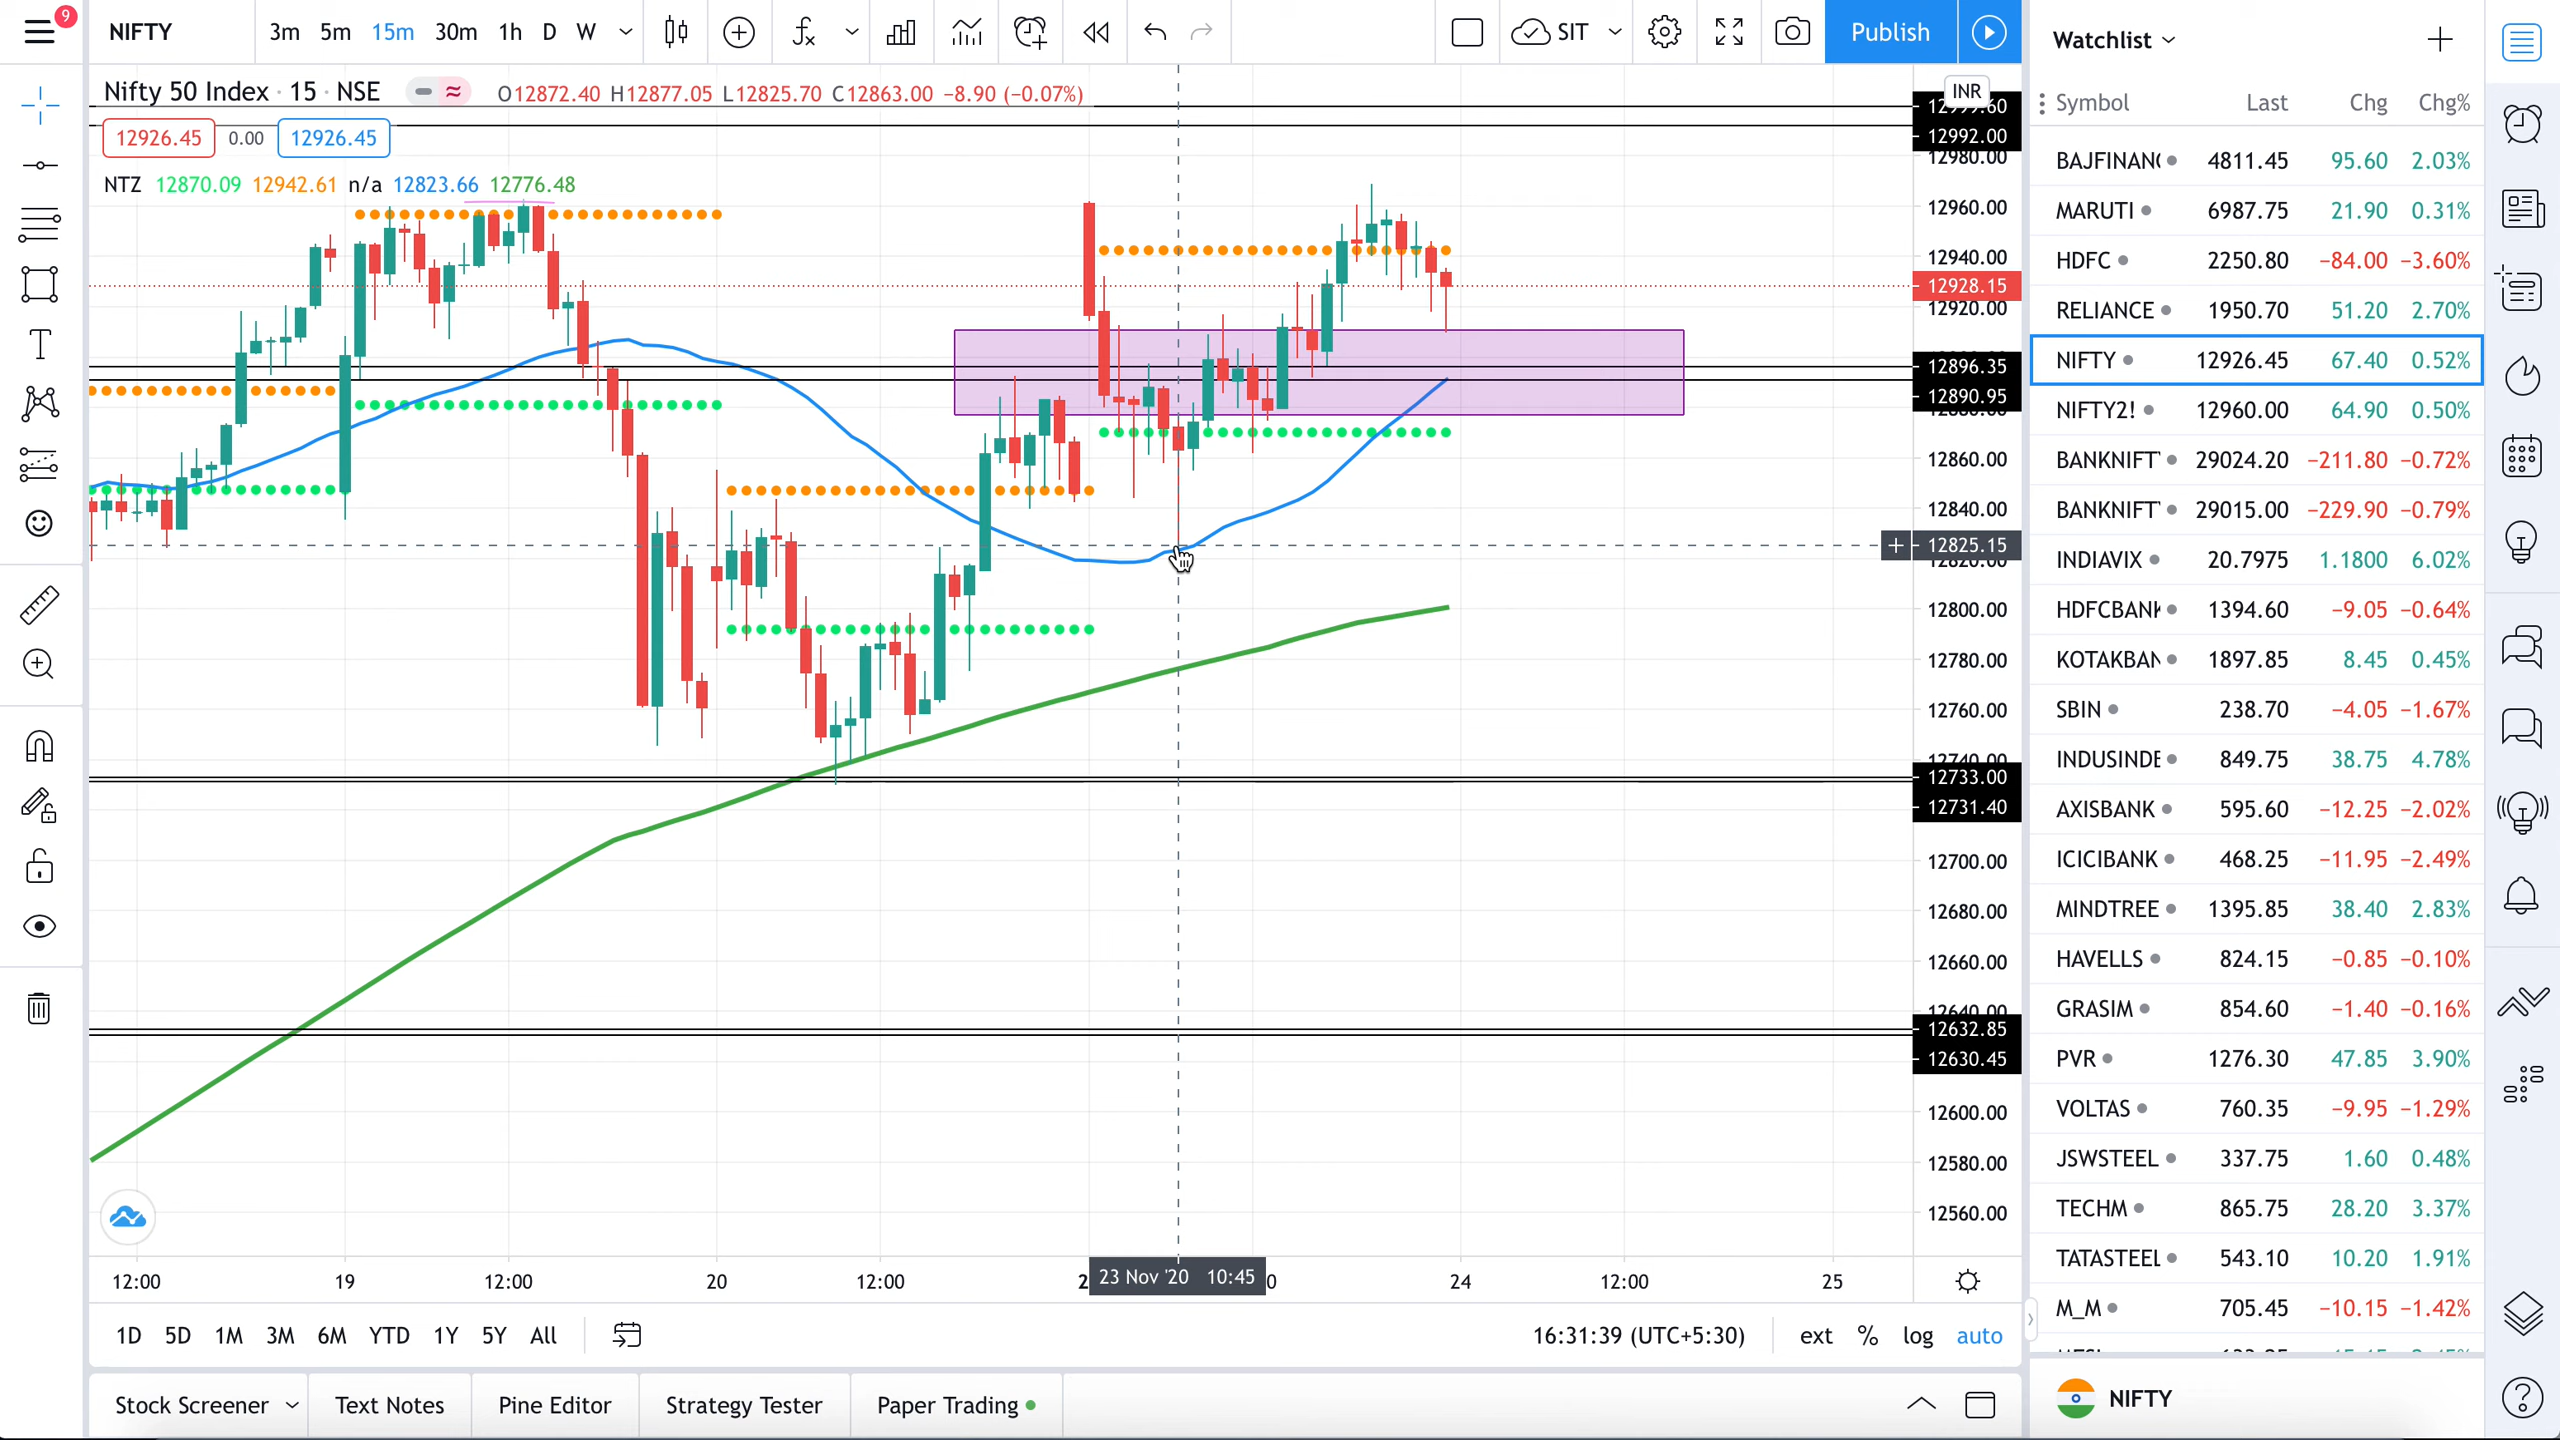 9
NIFTY 3m 5m 15m 30m 1h D W SIT Publish
Nifty 50 Index · 15 · NSE O12872.40 H12877.05 L12825.70 C12863.00 −8.90 (−0.07%)
12926.45 0.00 12926.45
NTZ 12870.09 12942.61 n/a 12823.66 12776.48
INR
12992.00
12980.00
12960.00
12940.00
12928.15
12920.00
12896.35
12890.95
12860.00
12840.00
12825.15
12820.00
12800.00
12780.00
12760.00
12740.00
12733.00
12731.40
12700.00
12680.00
12660.00
12640.00
12632.85
12630.45
12600.00
12580.00
12560.00
12:00 19 12:00 20 12:00 2 23 Nov '20 10:45 0 24 12:00 25
1D 5D 1M 3M 6M YTD 1Y 5Y All 16:31:39 (UTC+5:30) ext % log auto
Stock Screener Text Notes Pine Editor Strategy Tester Paper Trading
Watchlist
Symbol Last Chg Chg%
BAJFINANC 4811.45 95.60 2.03%
MARUTI 6987.75 21.90 0.31%
HDFC 2250.80 −84.00 −3.60%
RELIANCE 1950.70 51.20 2.70%
NIFTY 12926.45 67.40 0.52%
NIFTY2! 12960.00 64.90 0.50%
BANKNIFT 29024.20 −211.80 −0.72%
BANKNIFT 29015.00 −229.90 −0.79%
INDIAVIX 20.7975 1.1800 6.02%
HDFCBANK 1394.60 −9.05 −0.64%
KOTAKBAN 1897.85 8.45 0.45%
SBIN 238.70 −4.05 −1.67%
INDUSINDB 849.75 38.75 4.78%
AXISBANK 595.60 −12.25 −2.02%
ICICIBANK 468.25 −11.95 −2.49%
MINDTREE 1395.85 38.40 2.83%
HAVELLS 824.15 −0.85 −0.10%
GRASIM 854.60 −1.40 −0.16%
PVR 1276.30 47.85 3.90%
VOLTAS 760.35 −9.95 −1.29%
JSWSTEEL 337.75 1.60 0.48%
TECHM 865.75 28.20 3.37%
TATASTEEL 543.10 10.20 1.91%
M_M 705.45 −10.15 −1.42%
NIFTY